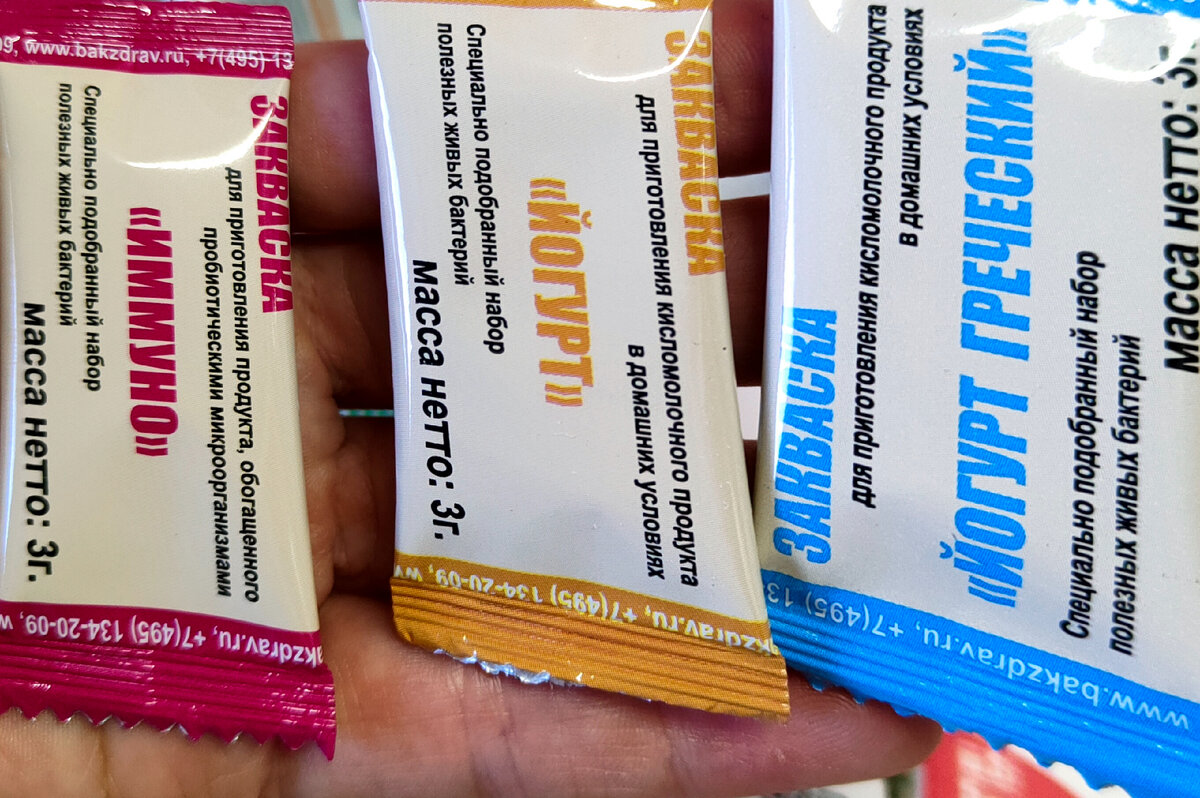 09, www.bakzdrav.ru, +7(495) 13
ЗАКВАСКА
для приготовления продукта, обогащенного
пробиотическими микроорганизмами
«ИММУНО»
Специально подобранный набор
полезных живых бактерий
масса нетто: 3г.
akzdrav.ru, +7(495) 134-20-09, w
ЗАКВАСКА
для приготовления кисломолочного продукта
в домашних условиях
«ЙОГУРТ»
Специально подобранный набор
полезных живых бактерий
масса нетто: 3г.
akzdrav.ru, +7(495) 134-20-09, w
ЗАКВАСКА
для приготовления кисломолочного продукта
в домашних условиях
«ЙОГУРТ ГРЕЧЕСКИЙ»
Специально подобранный набор
полезных живых бактерий
масса нетто: 3г.
www.bakzdrav.ru, +7(495) 13